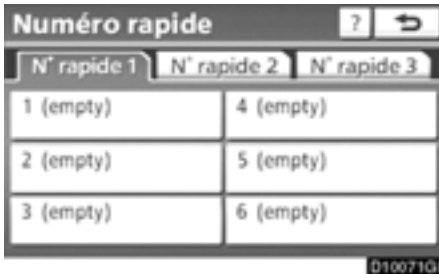 Numéro rapide ?
N° rapide 1 N° rapide 2 N° rapide 3
1 (empty) 4 (empty)
2 (empty) 5 (empty)
3 (empty) 6 (empty)
D10071G